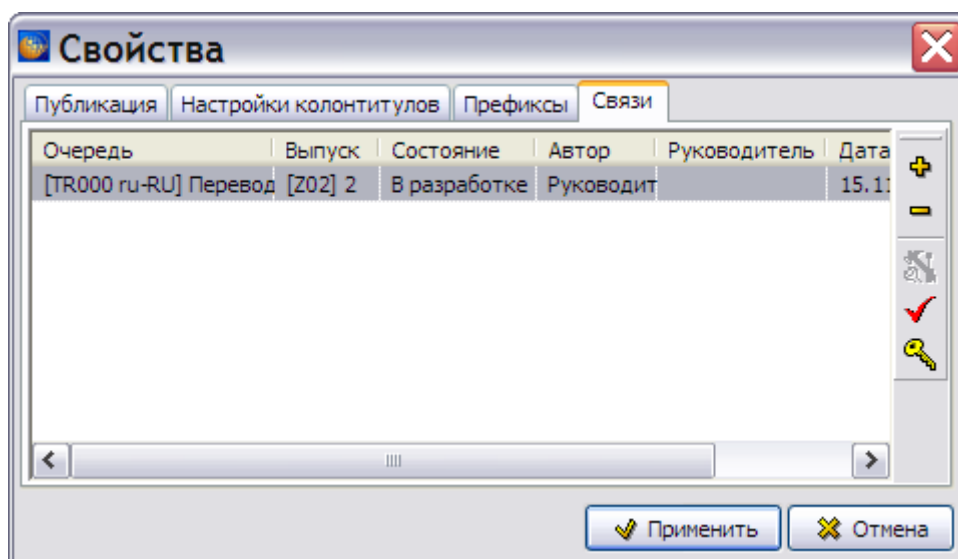 Свойства
Публикация Настройки колонтитулов Префиксы Связи
Очередь Выпуск Состояние Автор Руководитель Дата
[TR000 ru-RU] Перевод [Z02] 2 В разработке Руководит 15.11
Применить Отмена